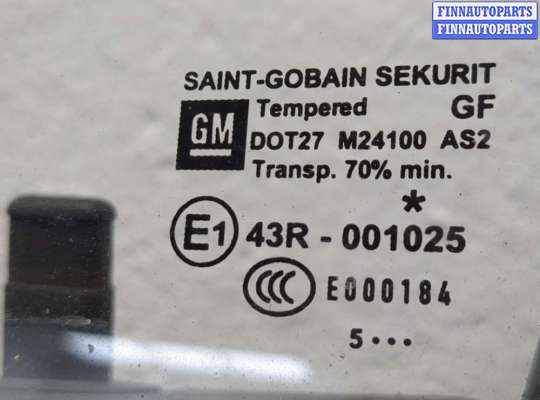 FINNAUTOPARTS
FINNAUTOPARTS
SAINT-GOBAIN SEKURIT
GM Tempered GF
DOT27 M24100 AS2
Transp. 70% min.
*
E1 43R - 001025
CCC E000184
5 •••